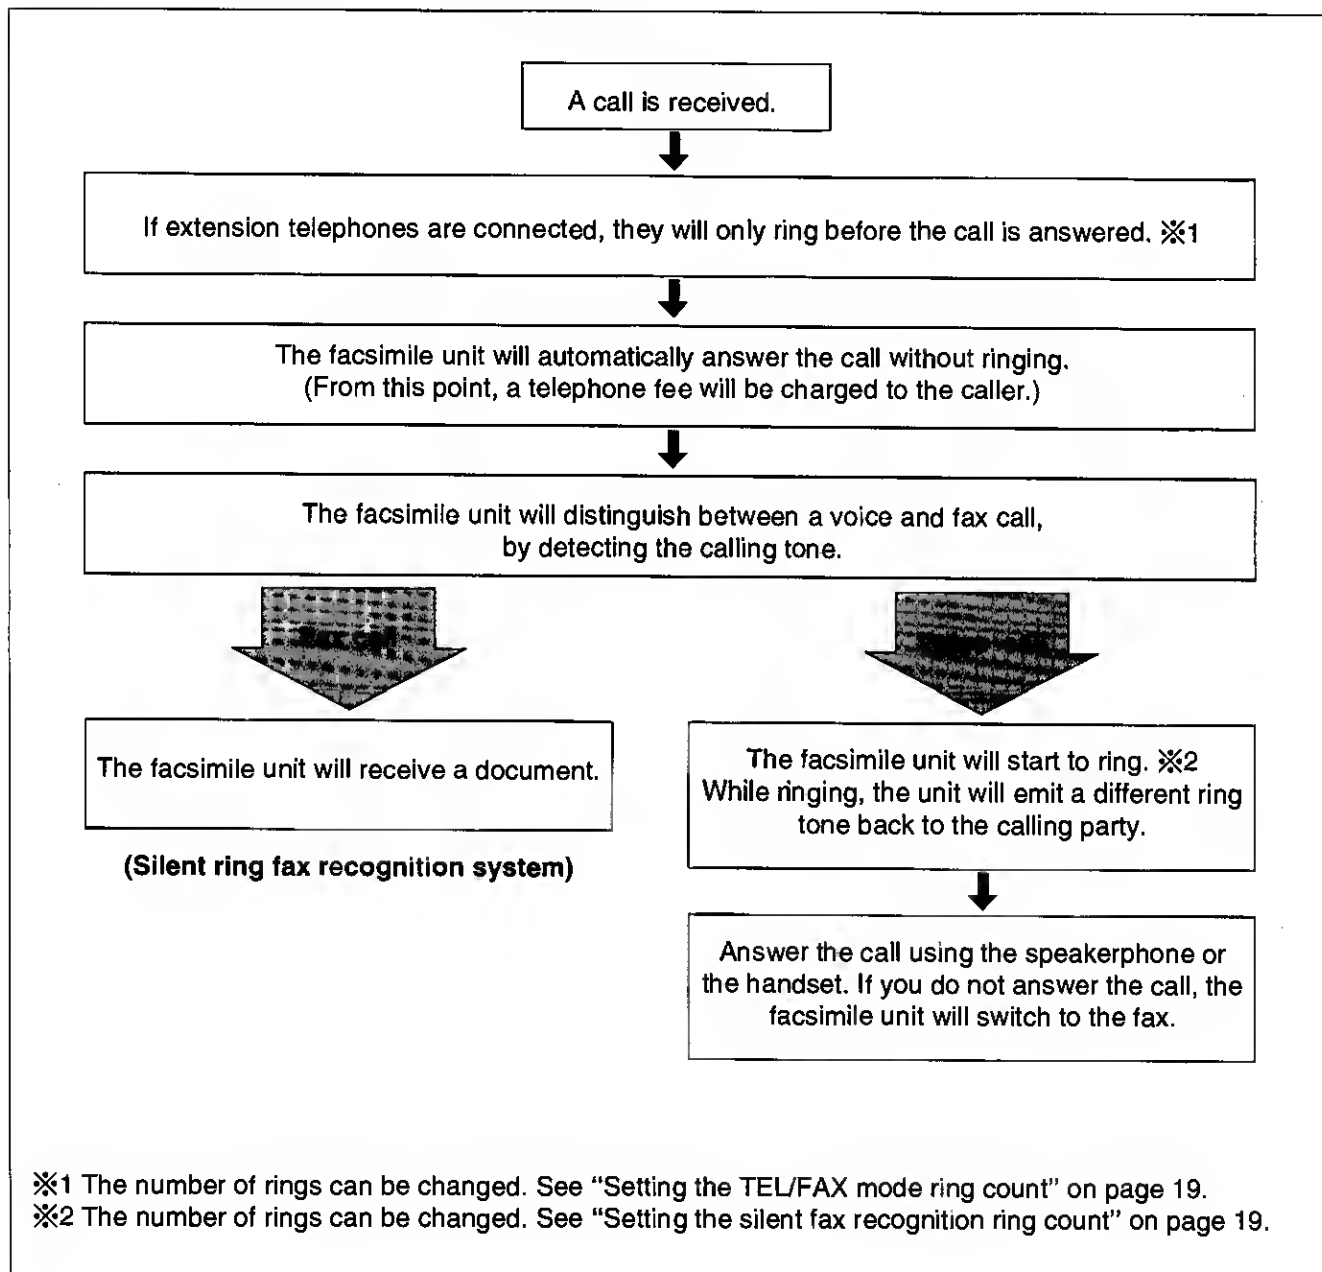 A call is received.
If extension telephones are connected, they will only ring before the call is answered. ※1
The facsimile unit will automatically answer the call without ringing.
(From this point, a telephone fee will be charged to the caller.)
The facsimile unit will distinguish between a voice and fax call,
by detecting the calling tone.
Fax call
The facsimile unit will receive a document.
(Silent ring fax recognition system)
The facsimile unit will start to ring. ※2
While ringing, the unit will emit a different ring
tone back to the calling party.
Answer the call using the speakerphone or
the handset. If you do not answer the call, the
facsimile unit will switch to the fax.
※1 The number of rings can be changed. See “Setting the TEL/FAX mode ring count” on page 19.
※2 The number of rings can be changed. See “Setting the silent fax recognition ring count” on page 19.